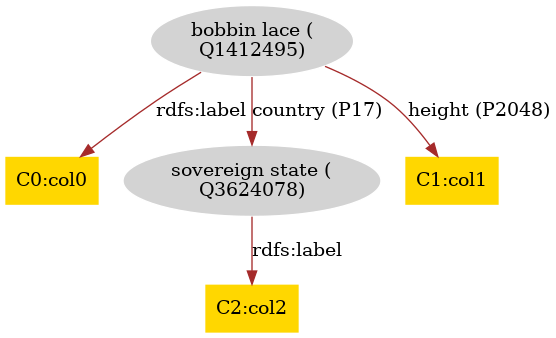 bobbin lace (
Q1412495)
rdfs:label
country (P17)
height (P2048)
C0:col0
sovereign state (
Q3624078)
C1:col1
rdfs:label
C2:col2